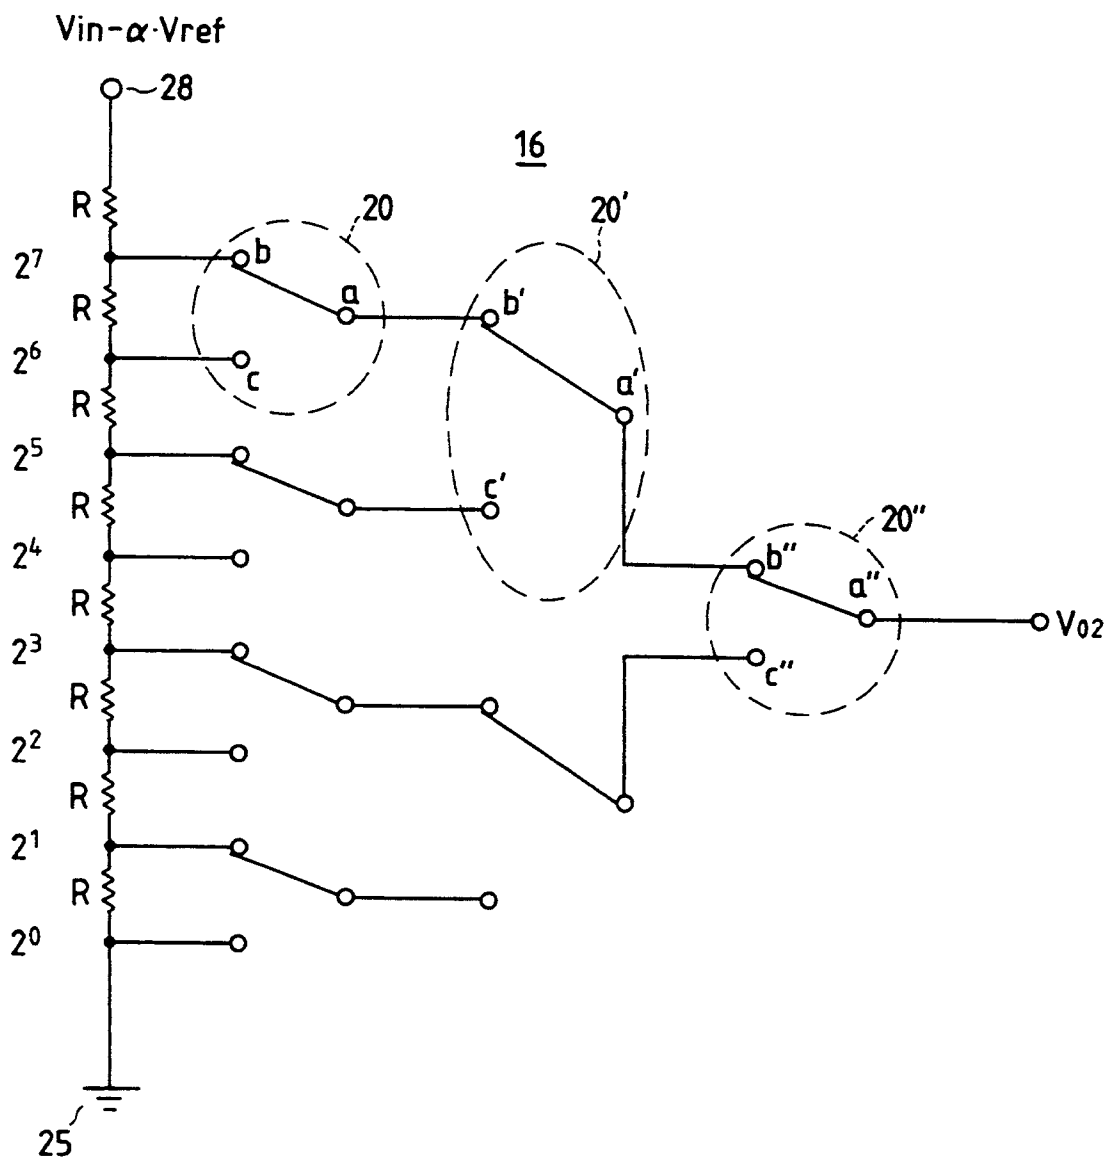 Vin-α·Vref
28
16
20
20'
R
2⁷
b
a
b'
R
2⁶
c
a'
R
2⁵
c'
R
20"
2⁴
b"
a"
R
2³
V₀₂
c"
R
2²
R
2¹
R
2⁰
25